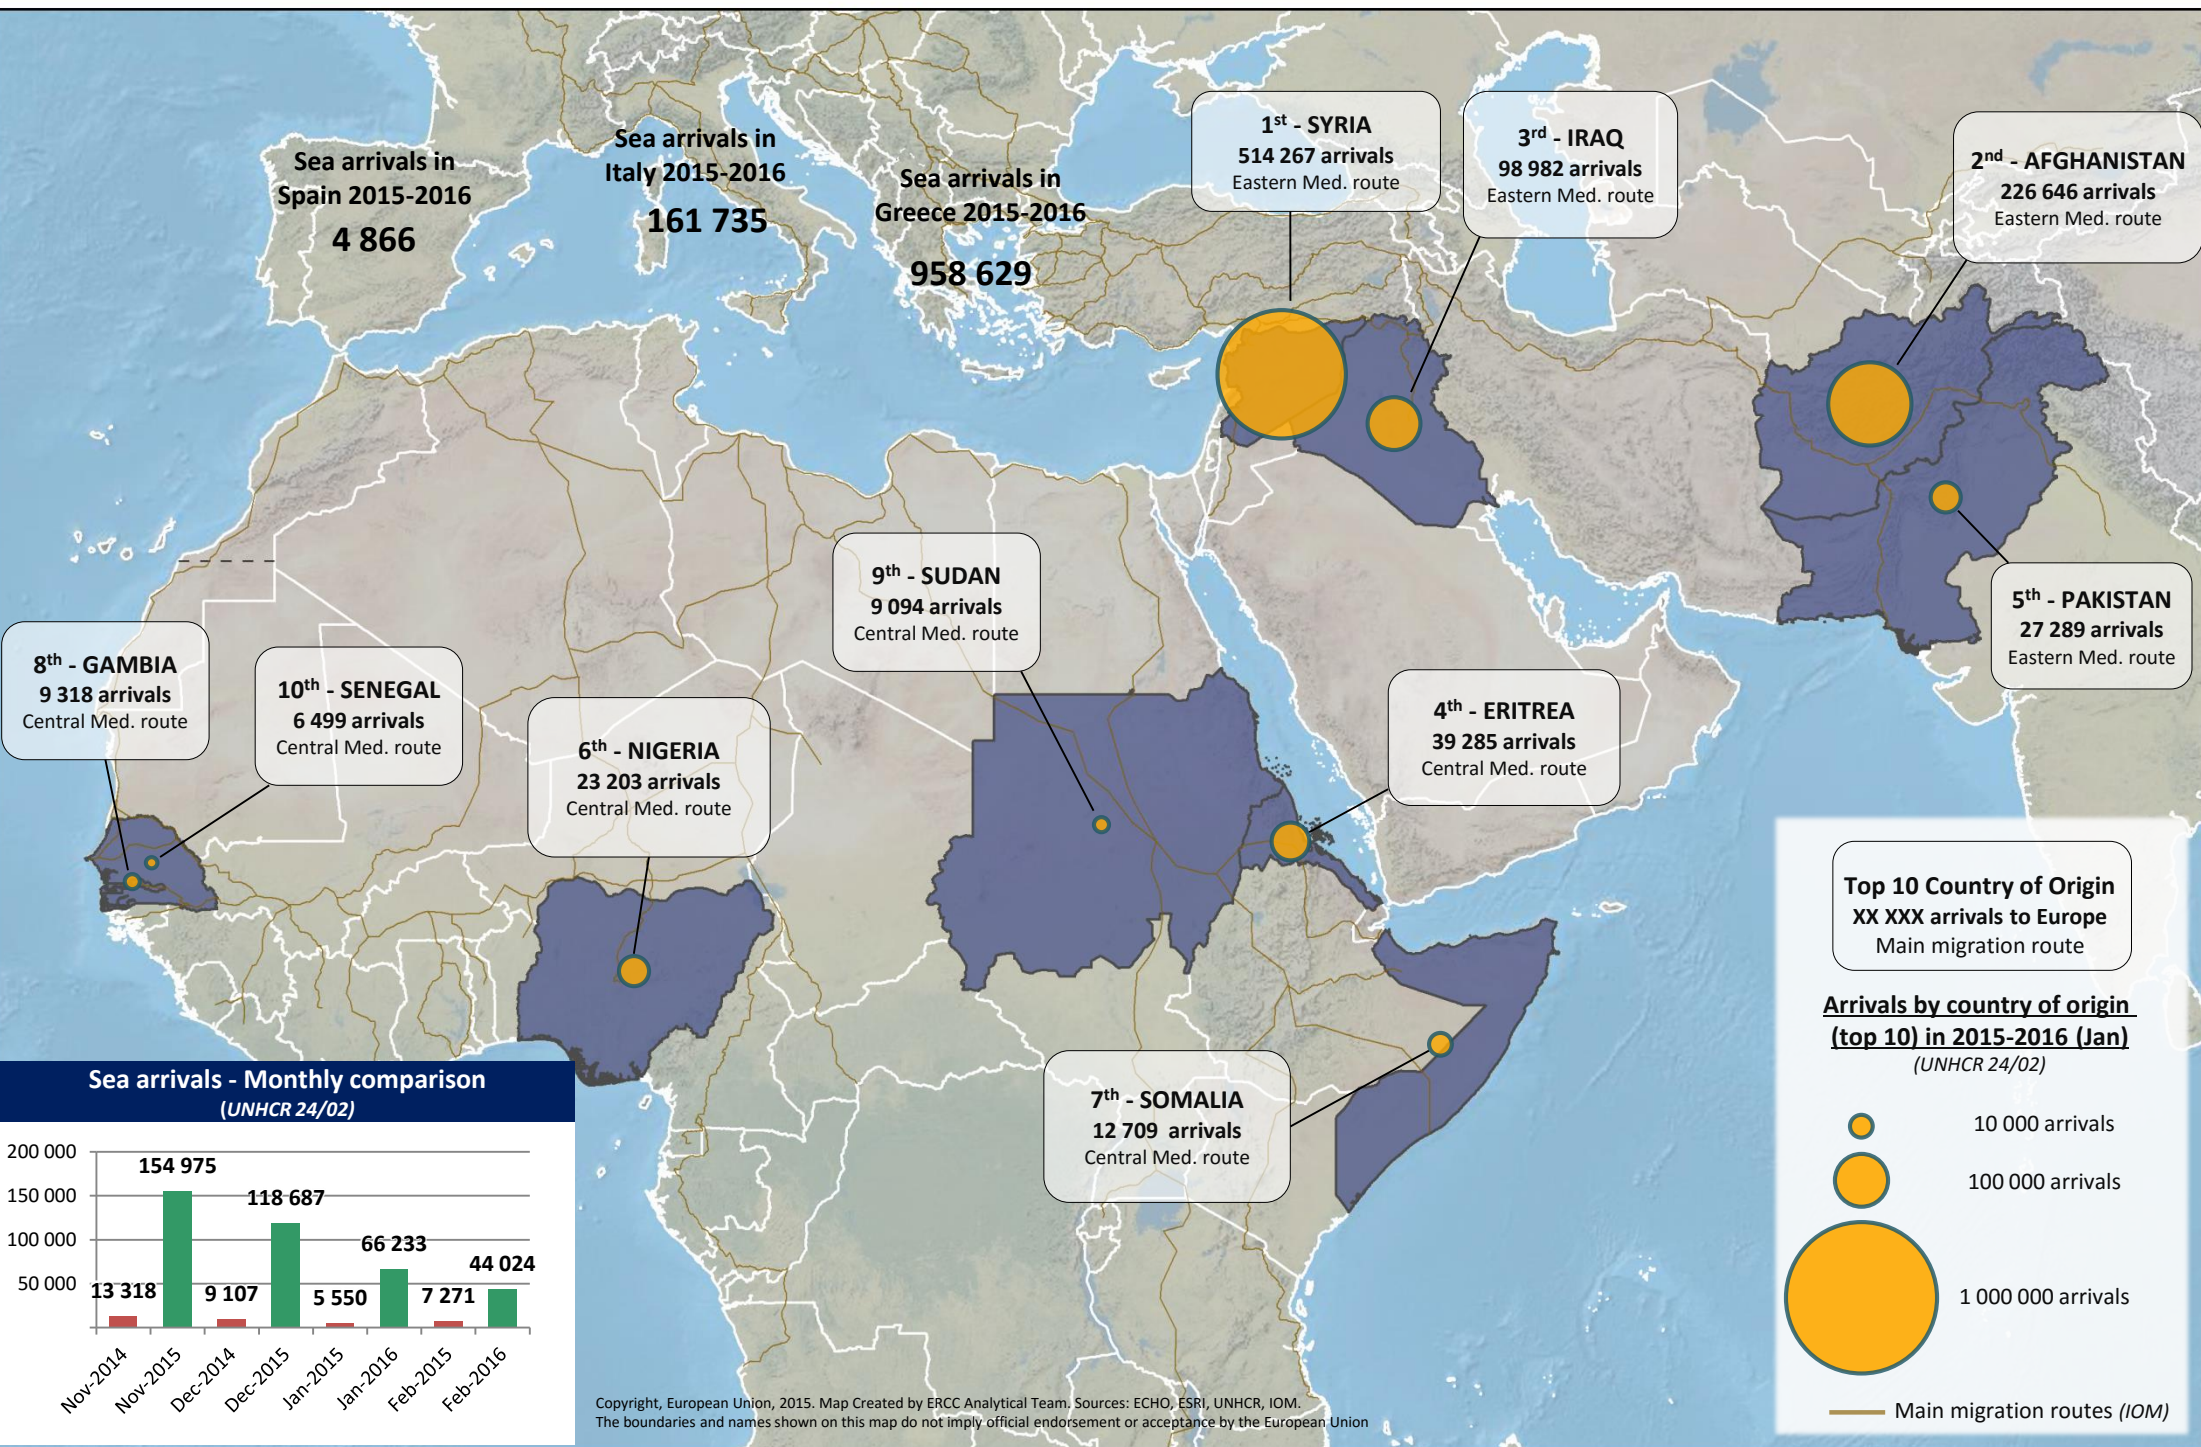 Sea arrivals in
Spain 2015-2016
4 866
Sea arrivals in
Italy 2015-2016
161 735
Sea arrivals in
Greece 2015-2016
958 629
1st - SYRIA
514 267 arrivals
Eastern Med. route
3rd - IRAQ
98 982 arrivals
Eastern Med. route
2nd - AFGHANISTAN
226 646 arrivals
Eastern Med. route
9th - SUDAN
9 094 arrivals
Central Med. route
5th - PAKISTAN
27 289 arrivals
Eastern Med. route
8th - GAMBIA
9 318 arrivals
Central Med. route
10th - SENEGAL
6 499 arrivals
Central Med. route
6th - NIGERIA
23 203 arrivals
Central Med. route
4th - ERITREA
39 285 arrivals
Central Med. route
7th - SOMALIA
12 709 arrivals
Central Med. route
Top 10 Country of Origin
XX XXX arrivals to Europe
Main migration route
Arrivals by country of origin
(top 10) in 2015-2016 (Jan)
(UNHCR 24/02)
10 000 arrivals
100 000 arrivals
1 000 000 arrivals
Main migration routes (IOM)
Sea arrivals - Monthly comparison
(UNHCR 24/02)
200 000
150 000
100 000
50 000
13 318
154 975
9 107
118 687
5 550
66 233
7 271
44 024
Nov-2014
Nov-2015
Dec-2014
Dec-2015
Jan-2015
Jan-2016
Feb-2015
Feb-2016
Copyright, European Union, 2015. Map Created by ERCC Analytical Team. Sources: ECHO, ESRI, UNHCR, IOM.
The boundaries and names shown on this map do not imply official endorsement or acceptance by the European Union